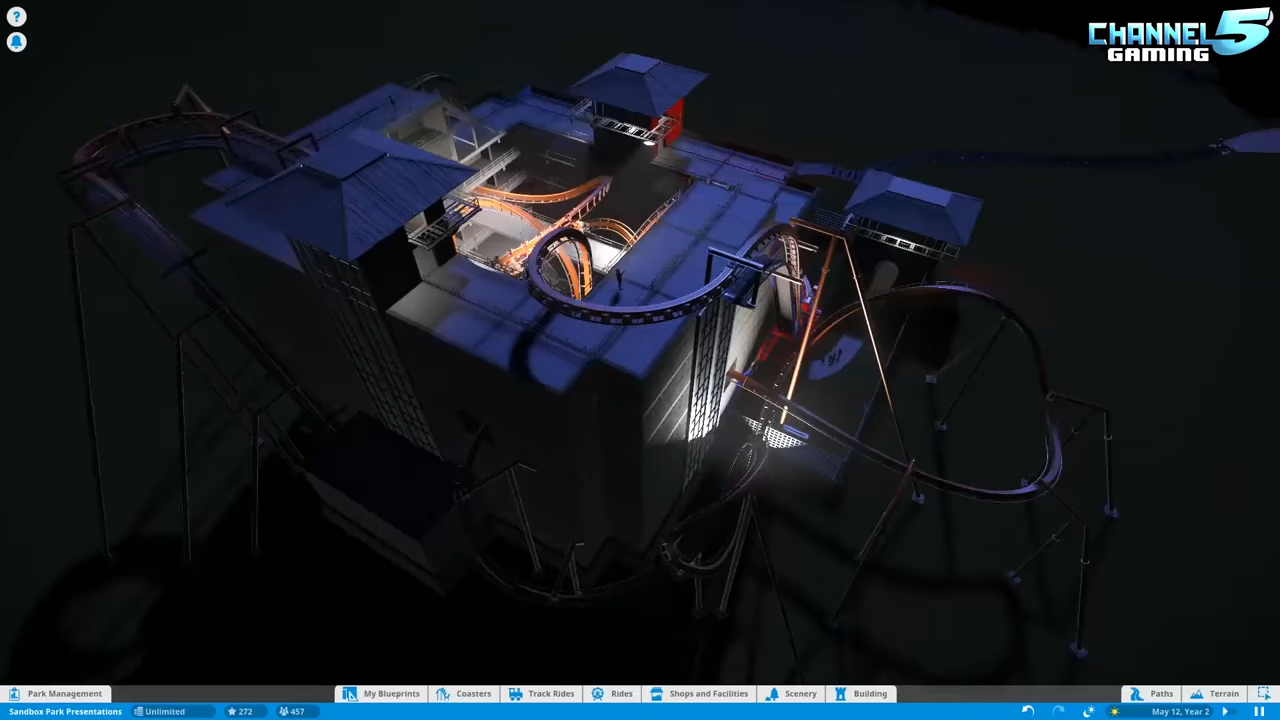 ?
CHANNEL 5
GAMING
Park Management
My Blueprints
Coasters
Track Rides
Rides
Shops and Facilities
Scenery
Building
Paths
Terrain
Sandbox Park Presentations
Unlimited
272
457
May 12, Year 2